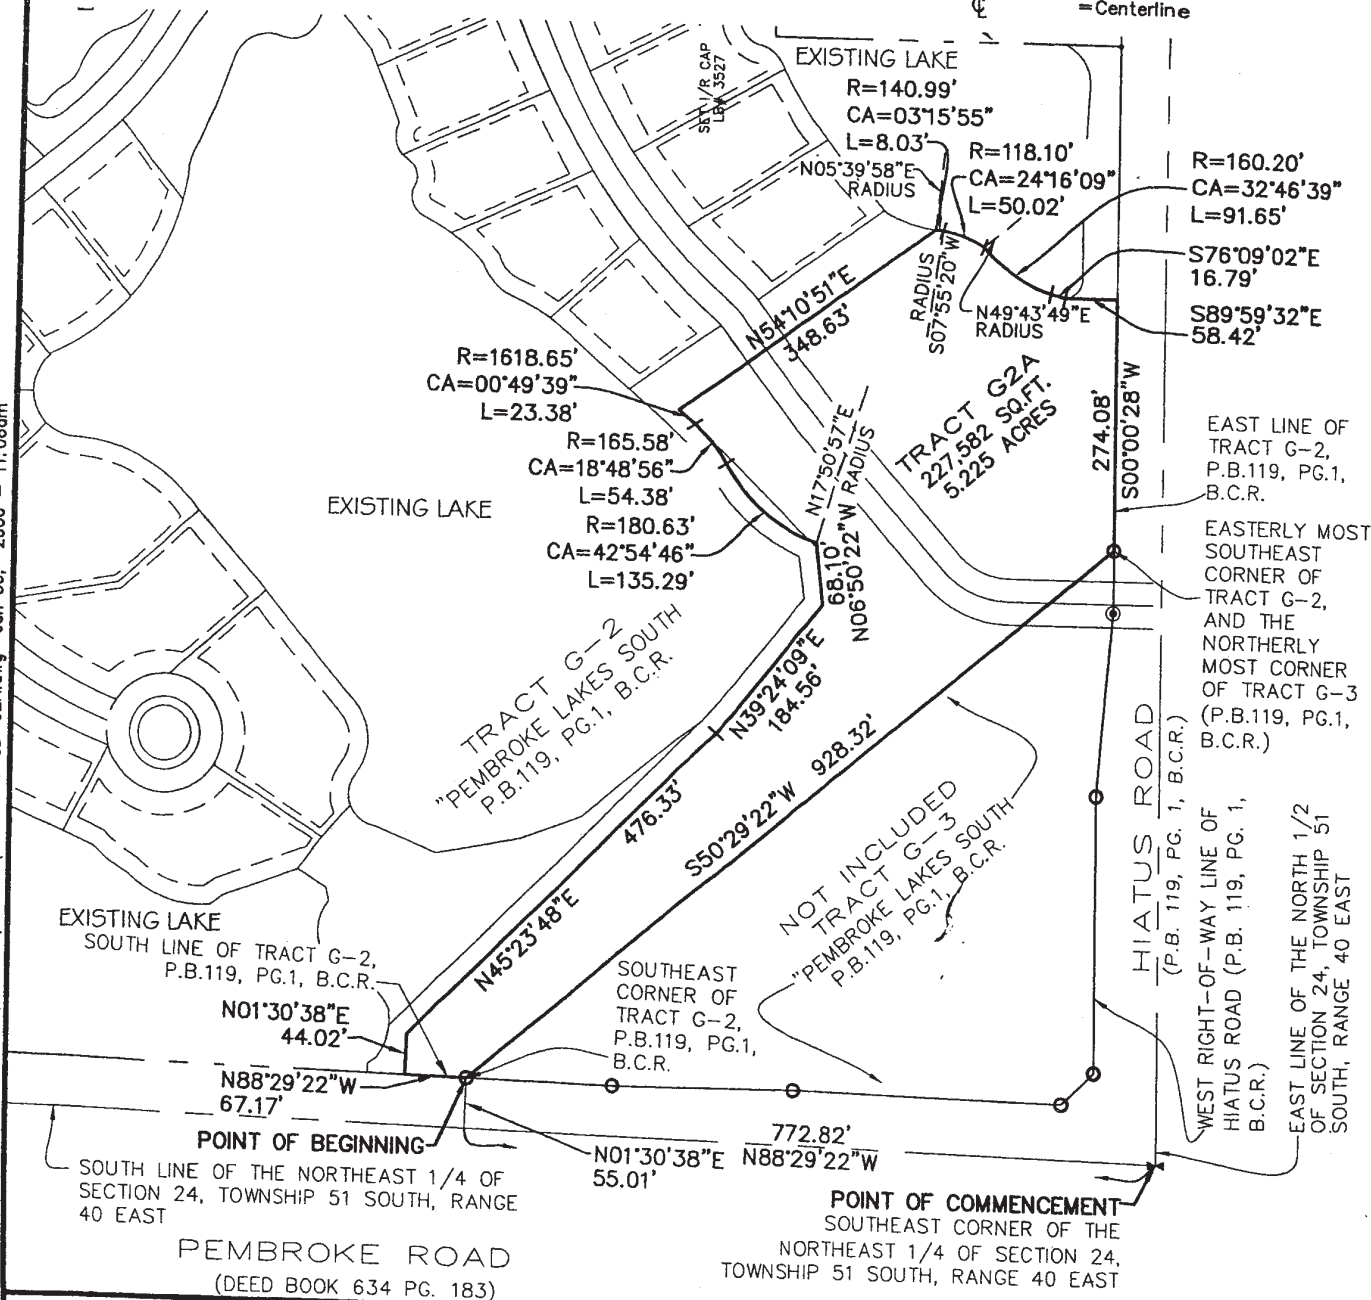 ℄ =Centerline
EXISTING LAKE
SET I/R CAP
LB# 3527
R=140.99'
CA=03°15'55"
L=8.03'
N05°39'58"E
RADIUS
R=118.10'
CA=24°16'09"
L=50.02'
R=160.20'
CA=32°46'39"
L=91.65'
S76°09'02"E
16.79'
S89°59'32"E
58.42'
RADIUS
S07°55'20"W
N49°43'49"E
RADIUS
N54°10'51"E
348.63'
R=1618.65'
CA=00°49'39"
L=23.38'
R=165.58'
CA=18°48'56"
L=54.38'
R=180.63'
CA=42°54'46"
L=135.29'
EXISTING LAKE
N17°50'57"E
RADIUS
TRACT G2A
227,582 SQ.FT.
5.225 ACRES
274.08'
S00°00'28"W
EAST LINE OF
TRACT G-2,
P.B.119, PG.1,
B.C.R.
EASTERLY MOST
SOUTHEAST
CORNER OF
TRACT G-2,
AND THE
NORTHERLY
MOST CORNER
OF TRACT G-3
(P.B.119, PG.1,
B.C.R.)
68.10'
N06°50'22"W
TRACT G-2
"PEMBROKE LAKES SOUTH
P.B.119, PG.1, B.C.R.
N39°24'09"E
184.56'
476.33'
N45°23'48"E
S50°29'22"W 928.32'
NOT INCLUDED
TRACT G-3
"PEMBROKE LAKES SOUTH
P.B.119, PG.1, B.C.R.
HIATUS ROAD
(P.B. 119, PG. 1, B.C.R.)
WEST RIGHT-OF-WAY LINE OF
HIATUS ROAD (P.B. 119, PG. 1,
B.C.R.)
EAST LINE OF THE NORTH 1/2
OF SECTION 24, TOWNSHIP 51
SOUTH, RANGE 40 EAST
EXISTING LAKE
SOUTH LINE OF TRACT G-2,
P.B.119, PG.1, B.C.R.
N01°30'38"E
44.02'
SOUTHEAST
CORNER OF
TRACT G-2,
P.B.119, PG.1,
B.C.R.
N88°29'22"W
67.17'
POINT OF BEGINNING
N01°30'38"E
55.01'
772.82'
N88°29'22"W
SOUTH LINE OF THE NORTHEAST 1/4 OF
SECTION 24, TOWNSHIP 51 SOUTH, RANGE
40 EAST
POINT OF COMMENCEMENT
SOUTHEAST CORNER OF THE
NORTHEAST 1/4 OF SECTION 24,
TOWNSHIP 51 SOUTH, RANGE 40 EAST
PEMBROKE ROAD
(DEED BOOK 634 PG. 183)